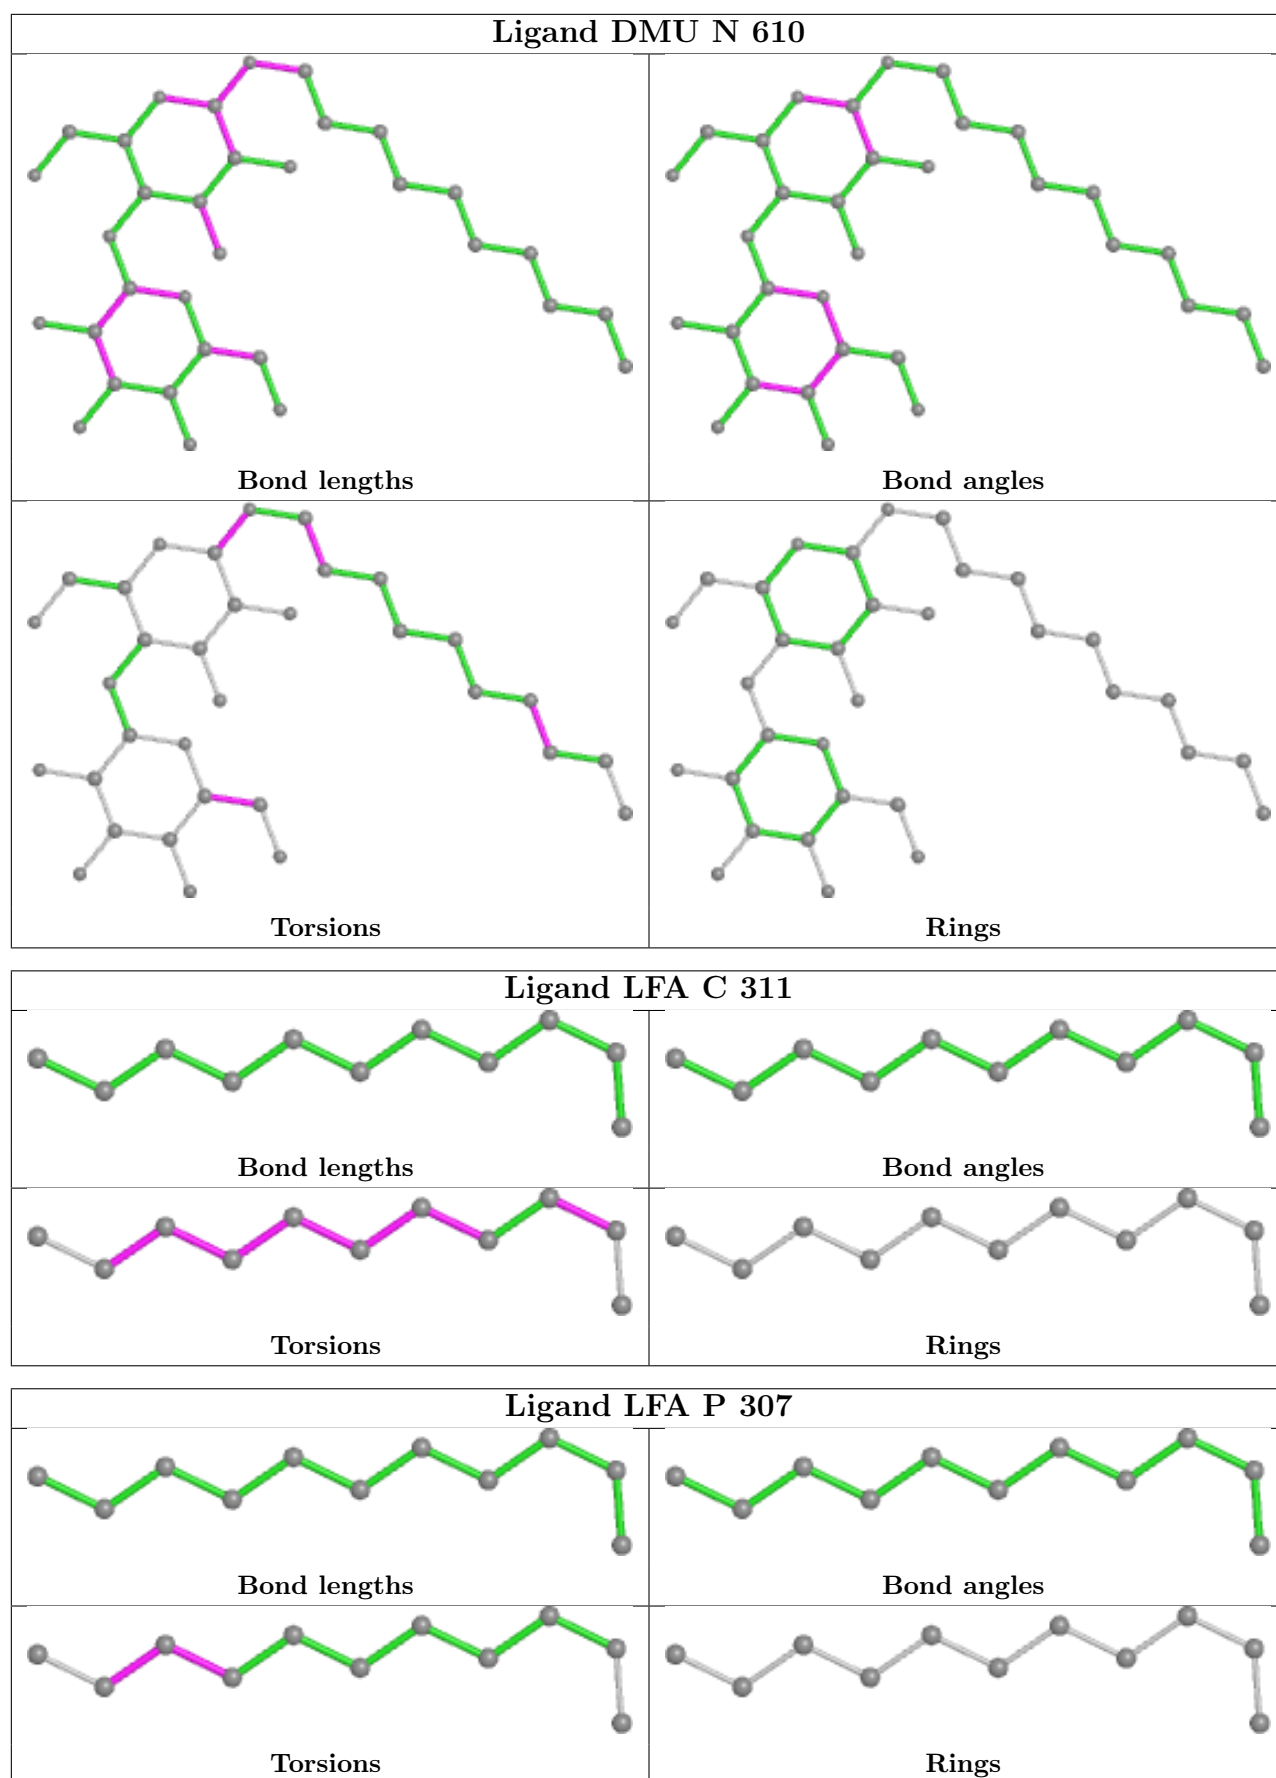 Ligand DMU N 610
Bond lengths
Bond angles
Torsions
Rings
Ligand LFA C 311
Bond lengths
Bond angles
Torsions
Rings
Ligand LFA P 307
Bond lengths
Bond angles
Torsions
Rings